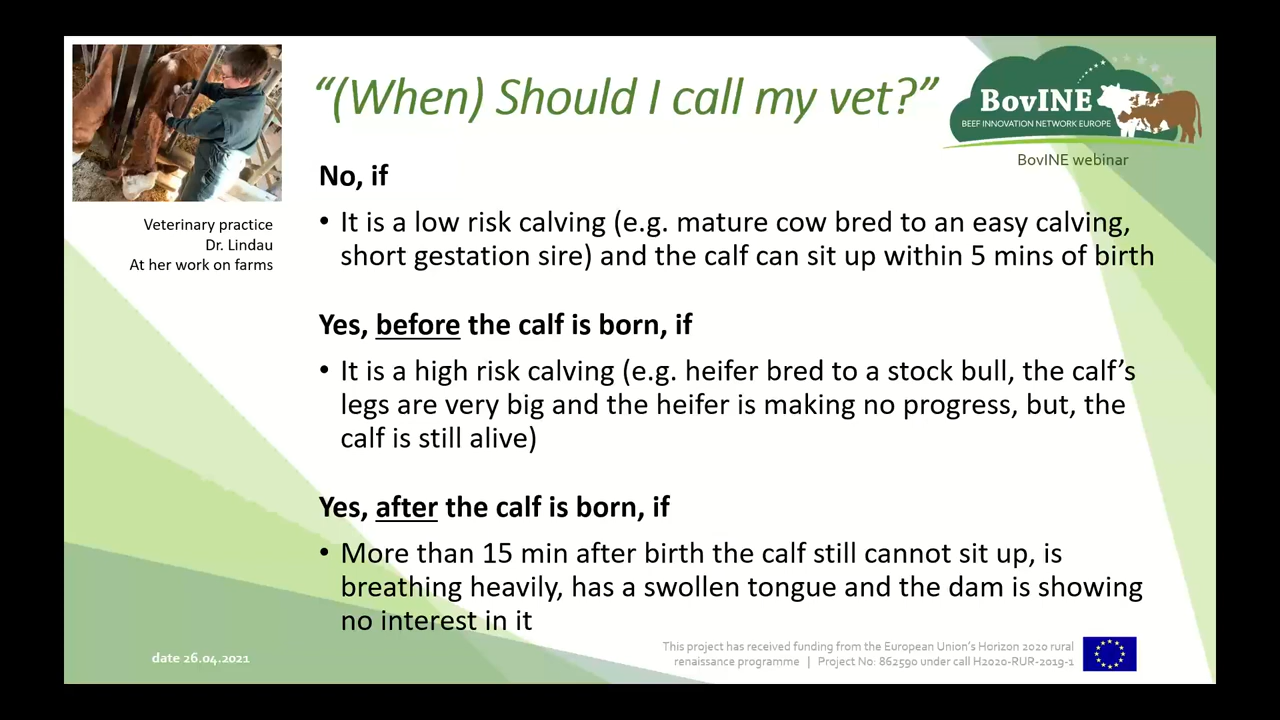 “(When) Should I call my vet?”
BovINE
BEEF INNOVATION NETWORK EUROPE
BovINE webinar
Veterinary practice
Dr. Lindau
At her work on farms
No, if
• It is a low risk calving (e.g. mature cow bred to an easy calving,
short gestation sire) and the calf can sit up within 5 mins of birth
Yes, before the calf is born, if
• It is a high risk calving (e.g. heifer bred to a stock bull, the calf’s
legs are very big and the heifer is making no progress, but, the
calf is still alive)
Yes, after the calf is born, if
• More than 15 min after birth the calf still cannot sit up, is
breathing heavily, has a swollen tongue and the dam is showing
no interest in it
date 26.04.2021
This project has received funding from the European Union’s Horizon 2020 rural
renaissance programme | Project No: 862590 under call H2020-RUR-2019-1